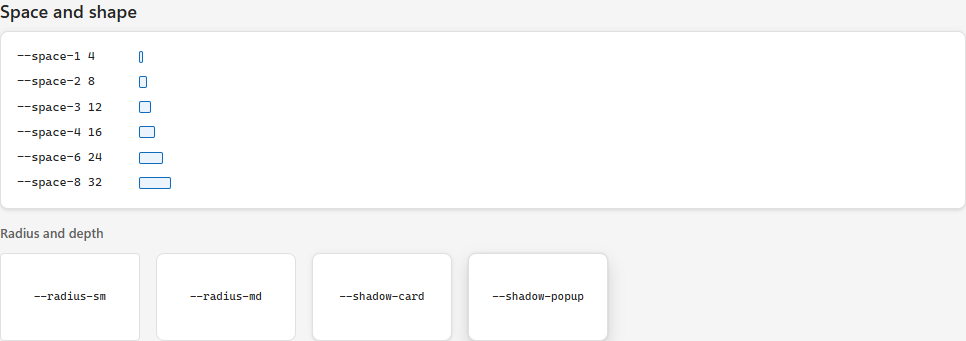 Space and shape
--space-1 4
--space-2 8
--space-3 12
--space-4 16
--space-6 24
--space-8 32
Radius and depth
--radius-sm
--radius-md
--shadow-card
--shadow-popup